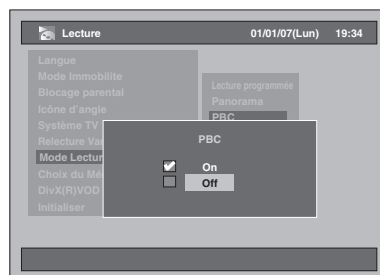 Lecture 01/01/07(Lun) 19:34
Langue
Mode Immobilite
Blocage parental
Icône d'angle
Système TV
Relecture Var
Mode Lectur
Choix du Mé
DivX(R)VOD
Initialiser
Lecture programmée
Panorama
PBC
PBC
On
Off